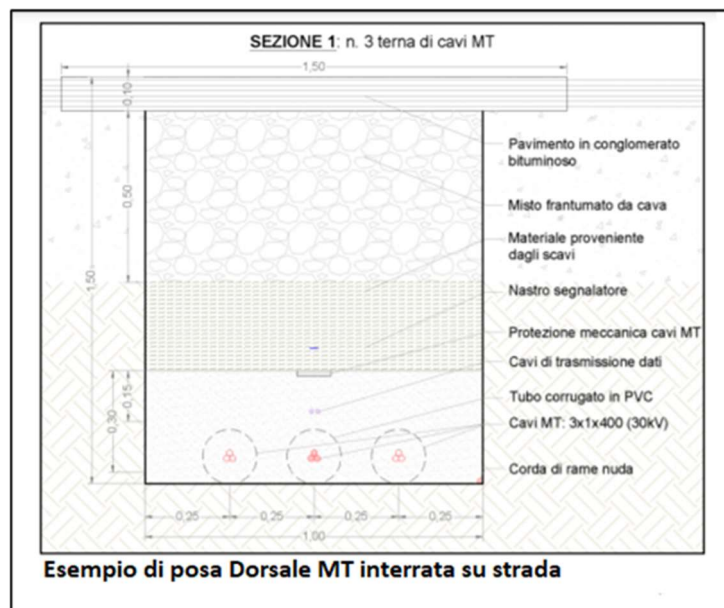 SEZIONE 1: n. 3 terna di cavi MT
1,50
0,10
Pavimento in conglomerato
bituminoso
0,50
Misto frantumato da cava
Materiale proveniente
dagli scavi
1,50
Nastro segnalatore
Protezione meccanica cavi MT
Cavi di trasmissione dati
0,15
0,30
Tubo corrugato in PVC
Cavi MT: 3x1x400 (30kV)
Corda di rame nuda
0,25 0,25 0,25 0,25
1,00
Esempio di posa Dorsale MT interrata su strada